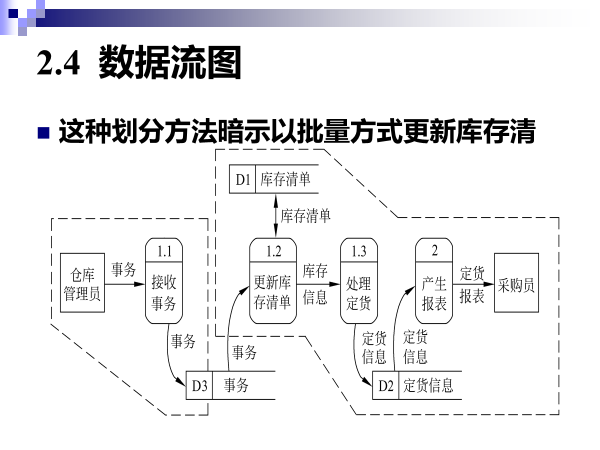 2.4 数据流图
这种划分方法暗示以批量方式更新库存清
D1 库存清单
库存清单
1.1
1.2
1.3
2
仓库
管理员
事务
接收
事务
更新库
存清单
库存
信息
处理
定货
产生
报表
定货
报表
采购员
事务
事务
定货
信息
定货
信息
D3 事务
D2 定货信息